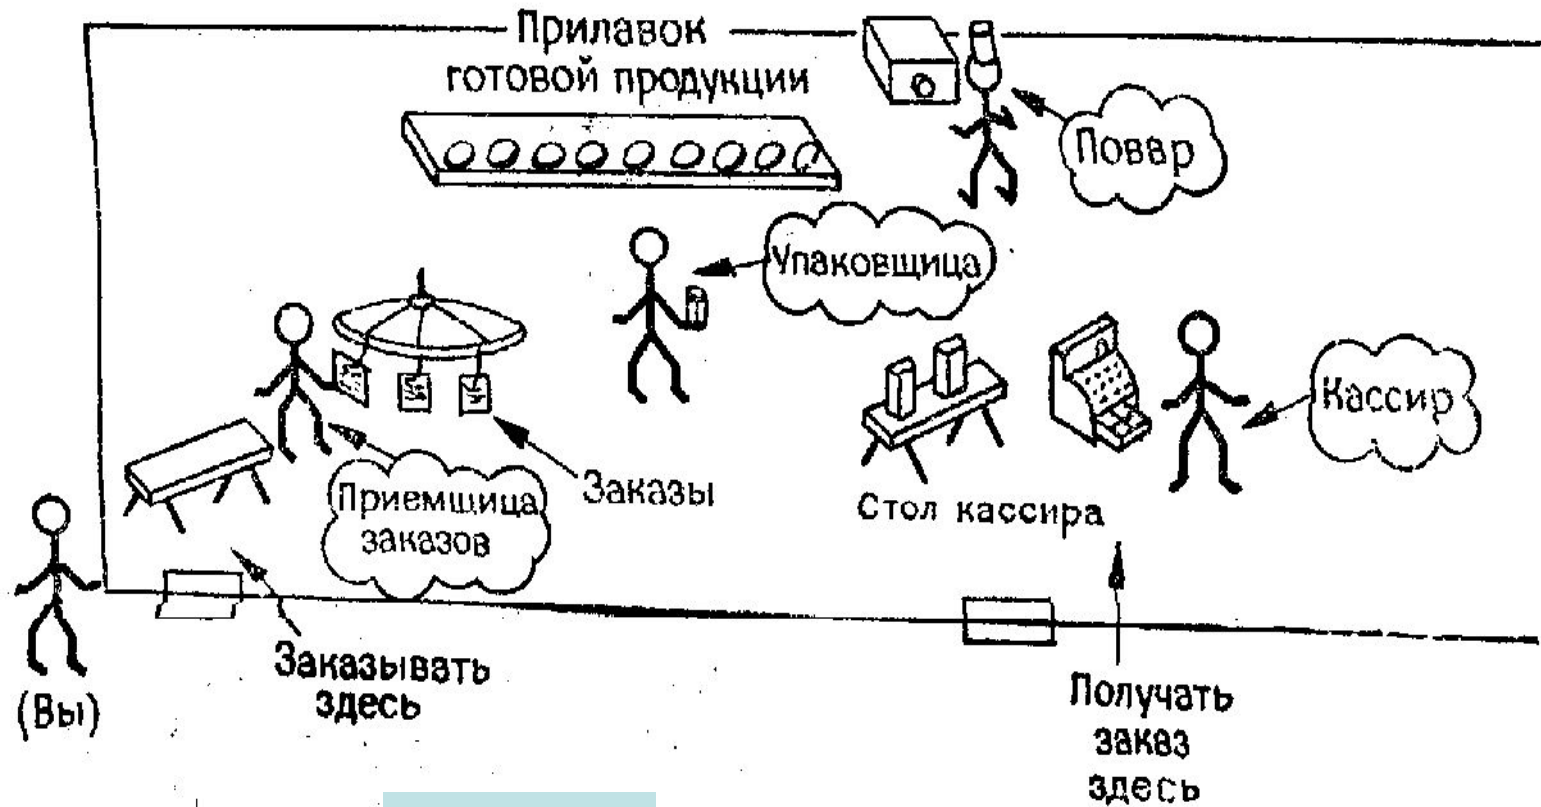 Прилавок
готовой продукции
Повар
Упаковщица
Кассир
Заказы
Приемщица
заказов
Стол кассира
(Вы)
Заказывать
здесь
Получать
заказ
здесь